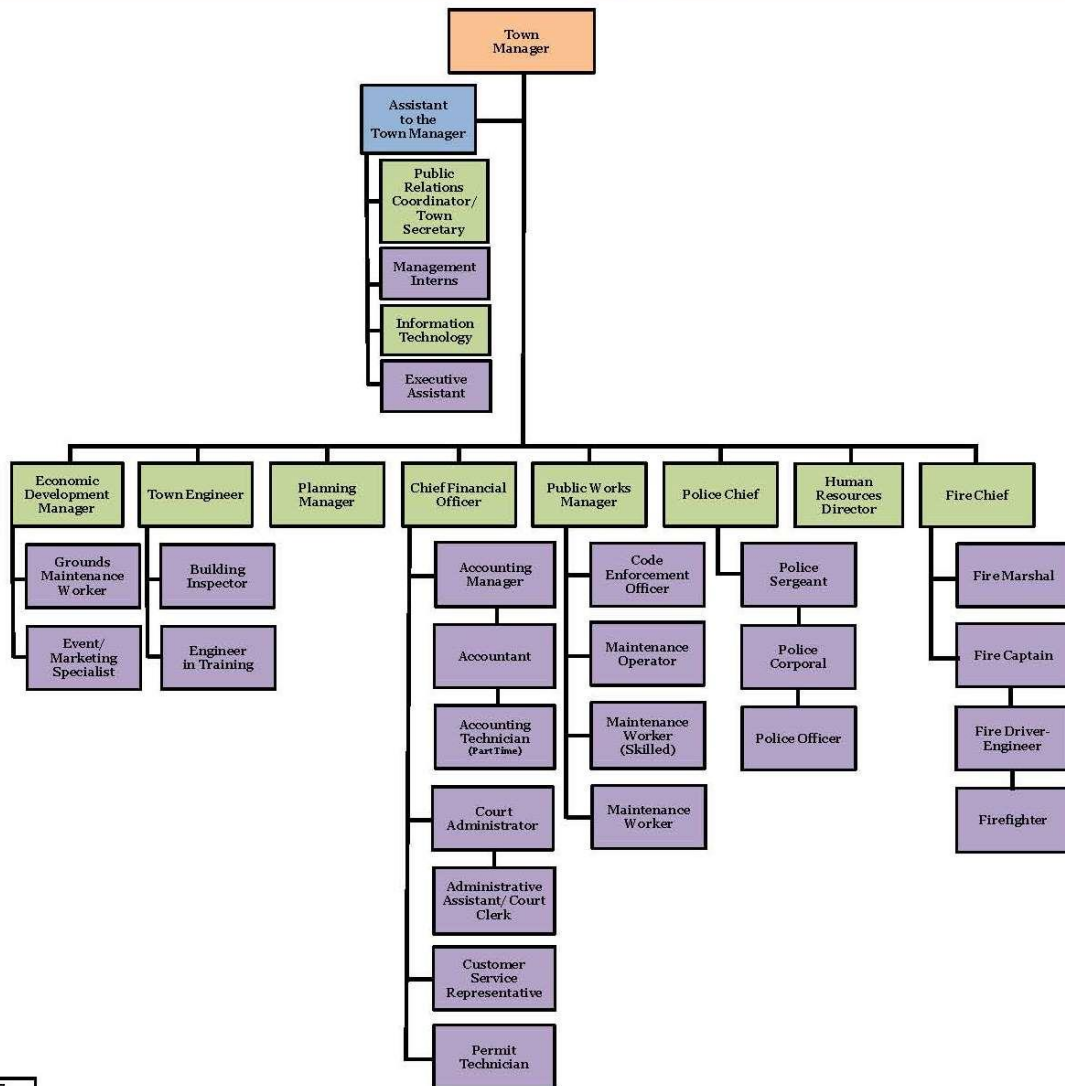 Town
Manager
Assistant
to the
Town Manager
Public
Relations
Coordinator/
Town
Secretary
Management
Interns
Information
Technology
Executive
Assistant
Economic
Development
Manager
Town Engineer
Planning
Manager
Chief Financial
Officer
Public Works
Manager
Police Chief
Human
Resources
Director
Fire Chief
Grounds
Maintenance
Worker
Event/
Marketing
Specialist
Building
Inspector
Engineer
in Training
Accounting
Manager
Accountant
Accounting
Technician
(Part Time)
Court
Administrator
Administrative
Assistant/ Court
Clerk
Customer
Service
Representative
Permit
Technician
Code
Enforcement
Officer
Maintenance
Operator
Maintenance
Worker
(Skilled)
Maintenance
Worker
Police
Sergeant
Police
Corporal
Police Officer
Fire Marshal
Fire Captain
Fire Driver-
Engineer
Firefighter